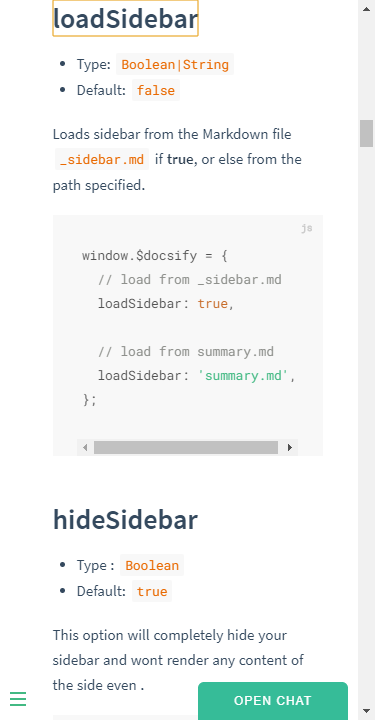 loadSidebar
Type: Boolean|String
Default: false
Loads sidebar from the Markdown file
_sidebar.md if true, or else from the
path specified.
js
window.$docsify = {
// load from _sidebar.md
loadSidebar: true,
// load from summary.md
loadSidebar: 'summary.md',
};
hideSidebar
Type : Boolean
Default: true
This option will completely hide your
sidebar and wont render any content of
the side even .
OPEN CHAT